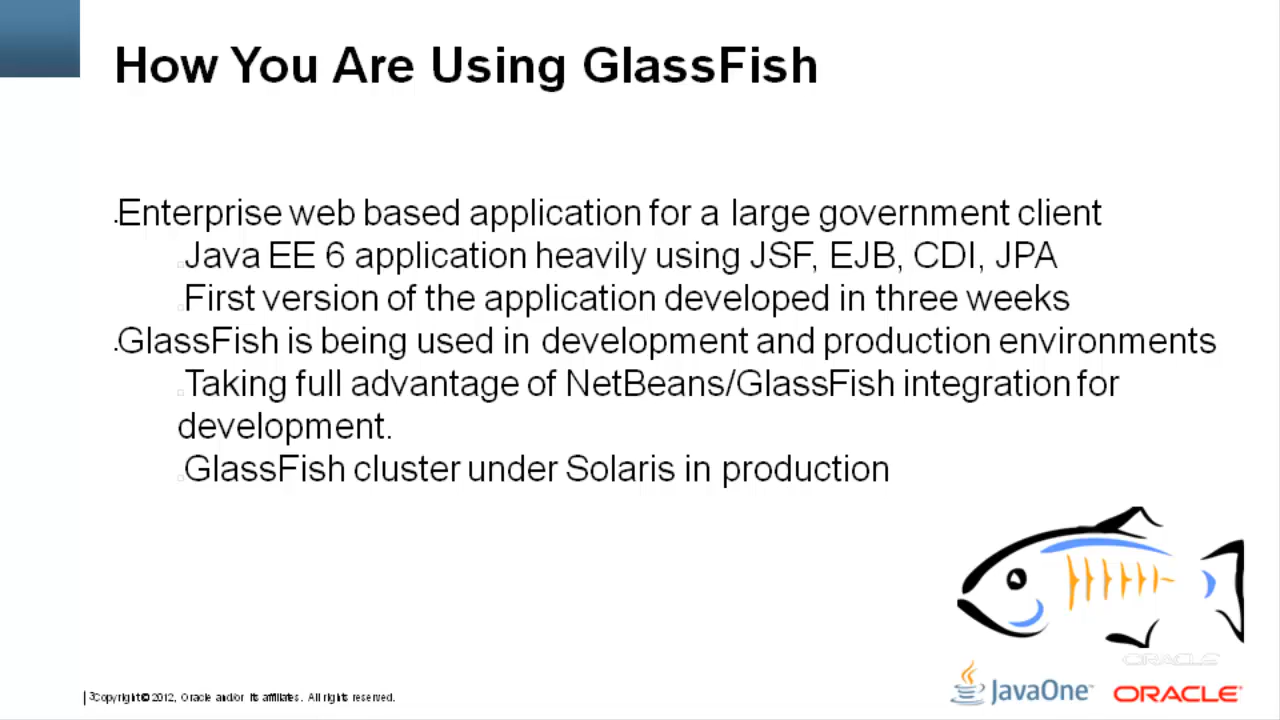 How You Are Using GlassFish
Enterprise web based application for a large government client
Java EE 6 application heavily using JSF, EJB, CDI, JPA
First version of the application developed in three weeks
GlassFish is being used in development and production environments
Taking full advantage of NetBeans/GlassFish integration for
development.
GlassFish cluster under Solaris in production
ORACLE
3Copyright © 2012, Oracle and/or its affiliates. All rights reserved.
JavaOne™
ORACLE®